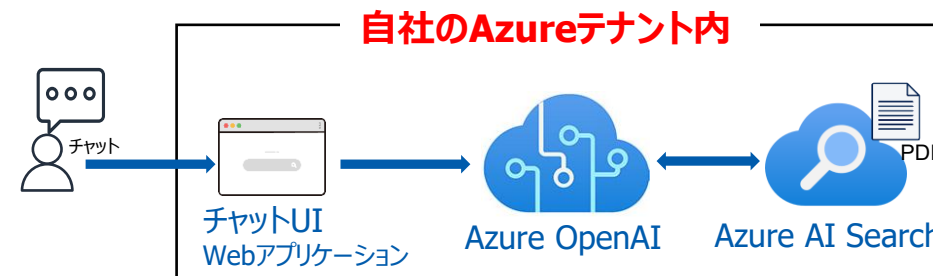 自社のAzureテナント内
チャット
PDF
チャットUI
Webアプリケーション
Azure OpenAI
Azure AI Search